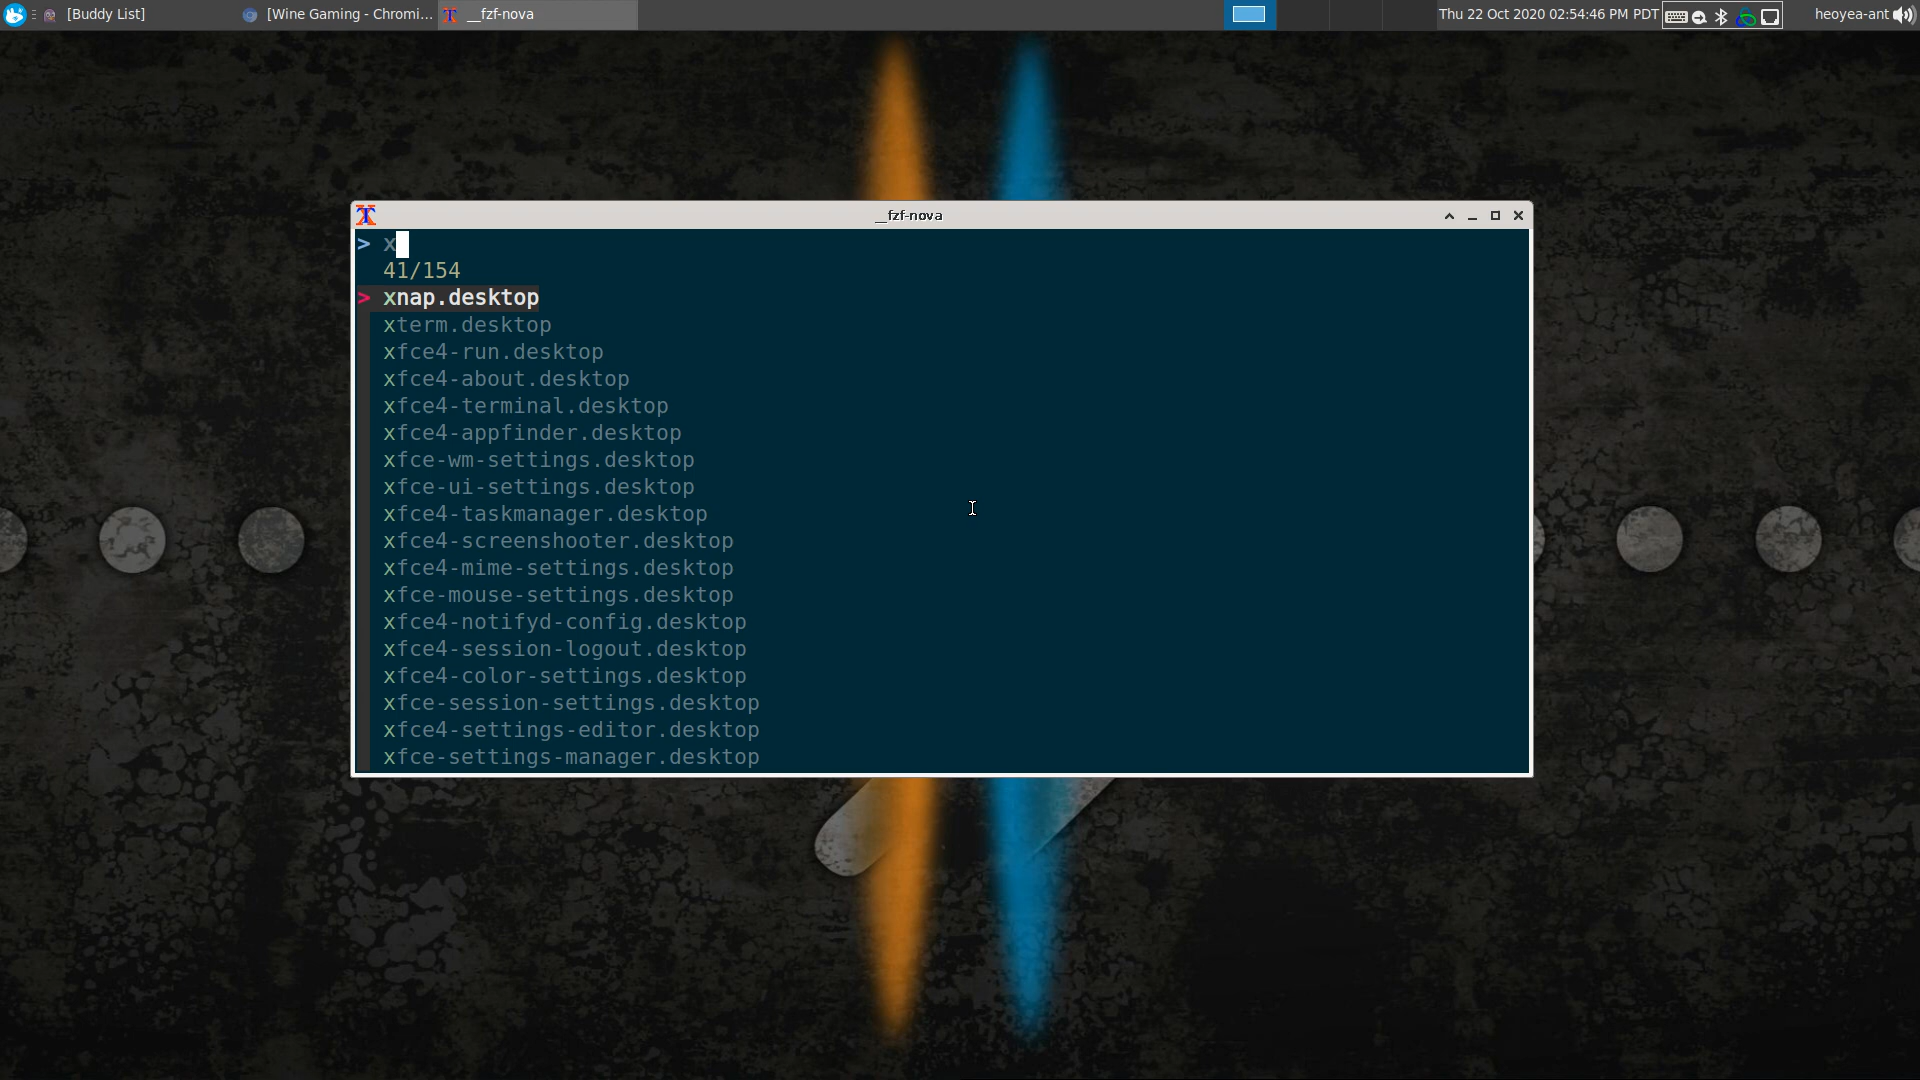 [Buddy List]
[Wine Gaming - Chromi...
__fzf-nova
Thu 22 Oct 2020 02:54:46 PM PDT
heoyea-ant
__fzf-nova
> x
41/154
> xnap.desktop
xterm.desktop
xfce4-run.desktop
xfce4-about.desktop
xfce4-terminal.desktop
xfce4-appfinder.desktop
xfce-wm-settings.desktop
xfce-ui-settings.desktop
xfce4-taskmanager.desktop
xfce4-screenshooter.desktop
xfce4-mime-settings.desktop
xfce-mouse-settings.desktop
xfce4-notifyd-config.desktop
xfce4-session-logout.desktop
xfce4-color-settings.desktop
xfce-session-settings.desktop
xfce4-settings-editor.desktop
xfce-settings-manager.desktop